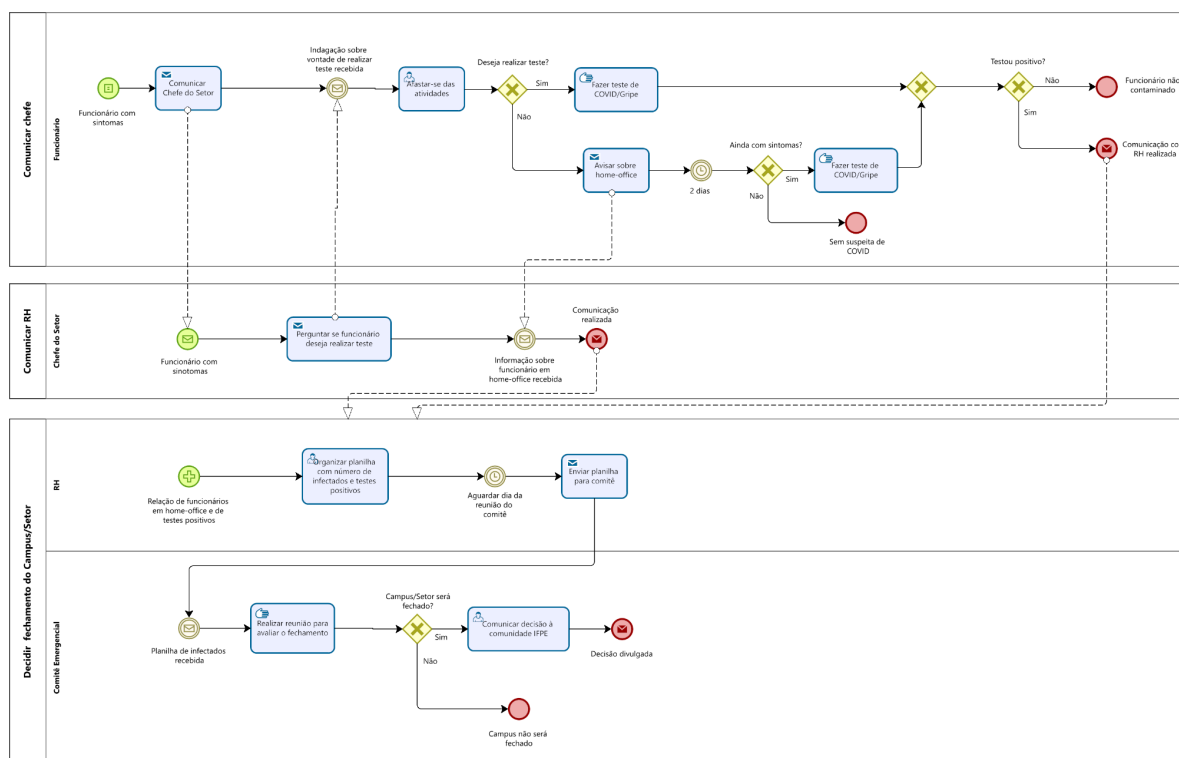 Comunicar chefe
Funcionário
Funcionário com
sintomas
Comunicar
Chefe do Setor
Indagação sobre
vontade de realizar
teste recebida
Afastar-se das
atividades
Deseja realizar teste?
Sim
Não
Fazer teste de
COVID/Gripe
Avisar sobre
home-office
2 dias
Ainda com sintomas?
Sim
Não
Fazer teste de
COVID/Gripe
Sem suspeita de
COVID
Testou positivo?
Não
Sim
Funcionário não
contaminado
Comunicação
RH realizada
Comunicar RH
Chefe do Setor
Funcionário com
sinotomas
Perguntar se funcionário
deseja realizar teste
Informação sobre
funcionário em
home-office recebida
Comunicação
realizada
Decidir fechamento do Campus/Setor
RH
Relação de funcionários
em home-office e de
testes positivos
Organizar planilha
com número de
infectados e testes
positivos
Aguardar dia da
reunião do
comitê
Enviar planilha
para comitê
Comitê Emergencial
Planilha de infectados
recebida
Realizar reunião para
avaliar o fechamento
Campus/Setor será
fechado?
Sim
Não
Comunicar decisão à
comunidade IFPE
Decisão divulgada
Campus não será
fechado